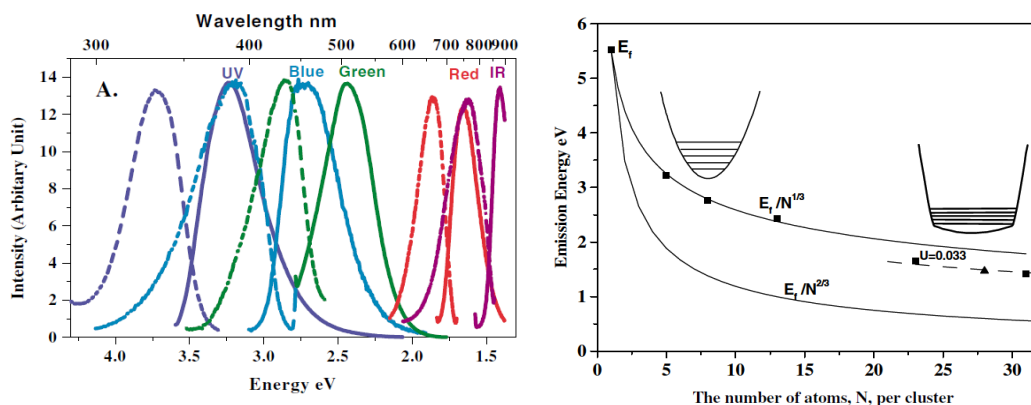 Wavelength nm
300 400 500 600 700 800 900
A.
UV Blue Green Red IR
14
12
10
8
6
4
2
0
Intensity (Arbitary Unit)
4.0 3.5 3.0 2.5 2.0 1.5
Energy eV
6
5
4
3
2
1
0
Emission Energy eV
E_f
E_f/N^{1/3}
U=0.033
E_f/N^{2/3}
0 5 10 15 20 25 30
The number of atoms, N, per cluster